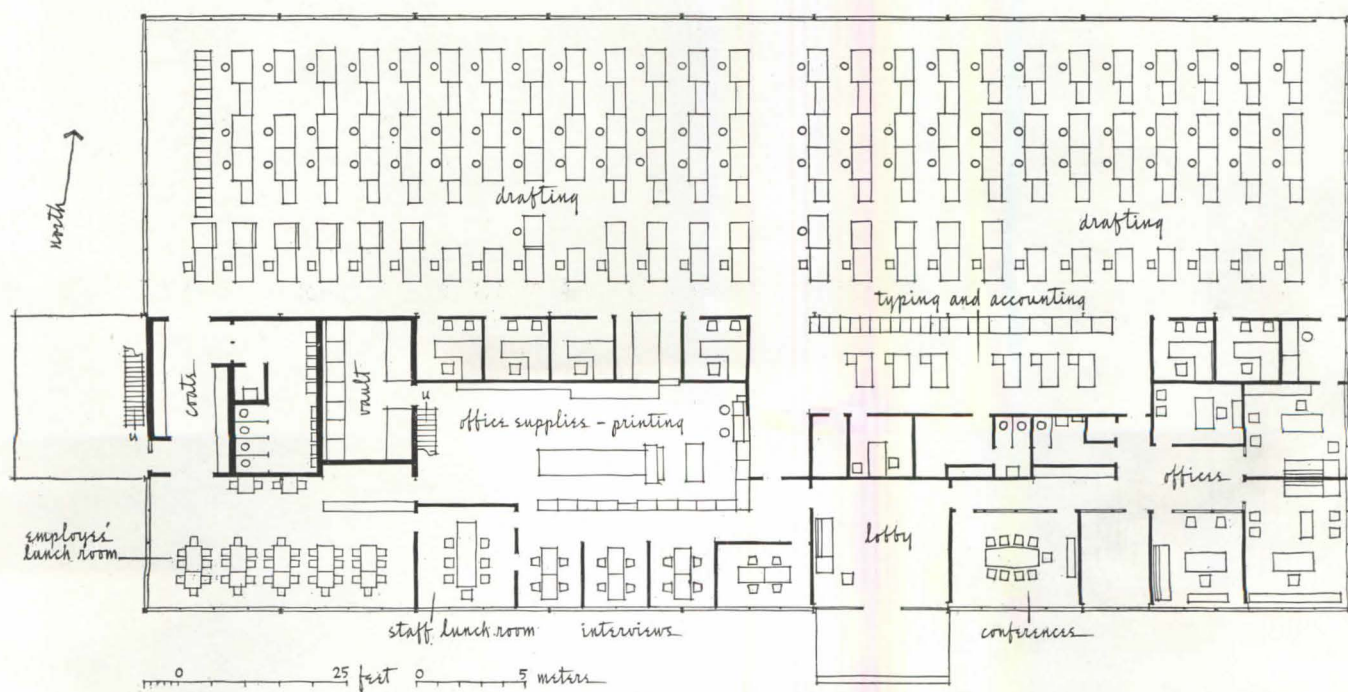 north
drafting
drafting
typing and accounting
coats
vault
u
u
office supplies - printing
offices
employes'
lunch room
lobby
staff lunch room
interviews
conferences
0 25 feet 0 5 meters